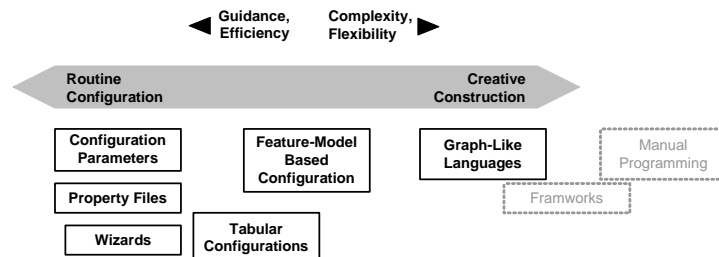 Guidance,
Efficiency
Complexity,
Flexibility
Routine
Configuration
Creative
Construction
Configuration
Parameters
Feature-Model
Based
Configuration
Graph-Like
Languages
Manual
Programming
Property Files
Framworks
Wizards
Tabular
Configurations